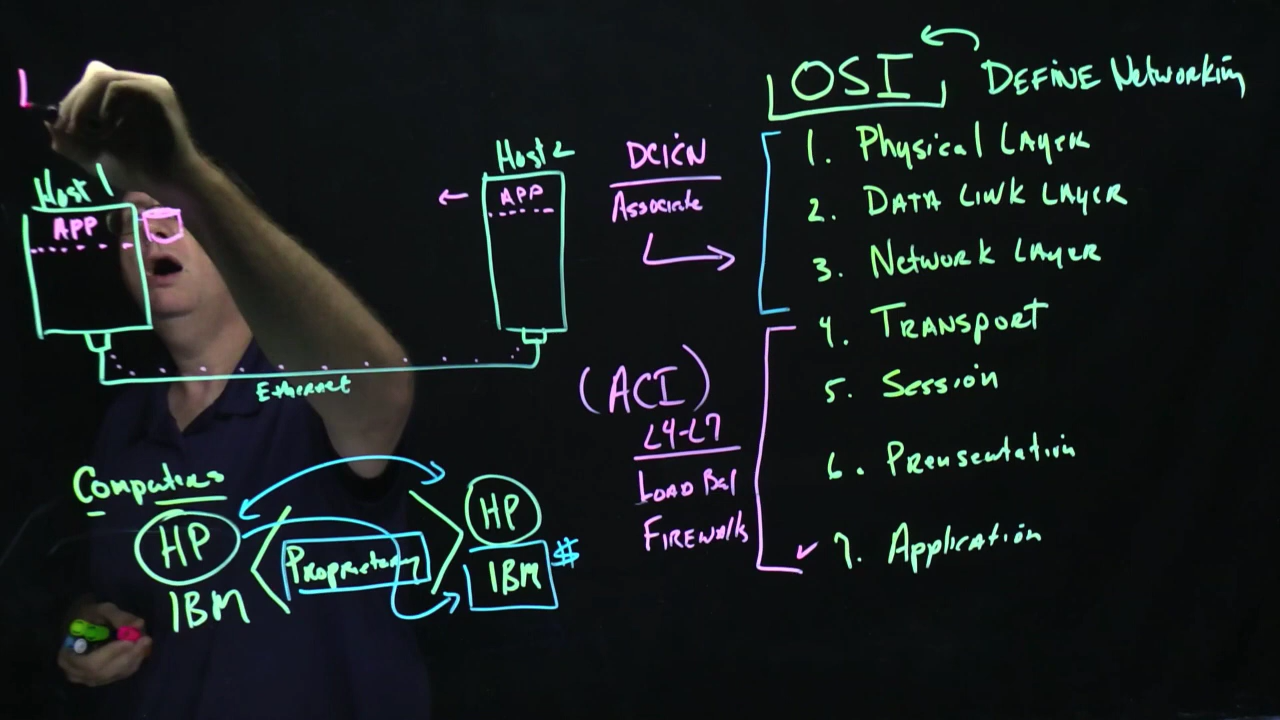 L
OSI
DEFINE Networking
Host 1
APP
Host 2
APP
DCICN
Associate
1. Physical Layer
2. DATA LINK LAYER
3. Network Layer
4. TRANSPORT
5. Session
6. Prensentation
7. Application
Ethernet
(ACI)
L4-L7
LOAD Bal
Firewalls
Computers
HP
IBM
Proprietary
HP
IBM
$